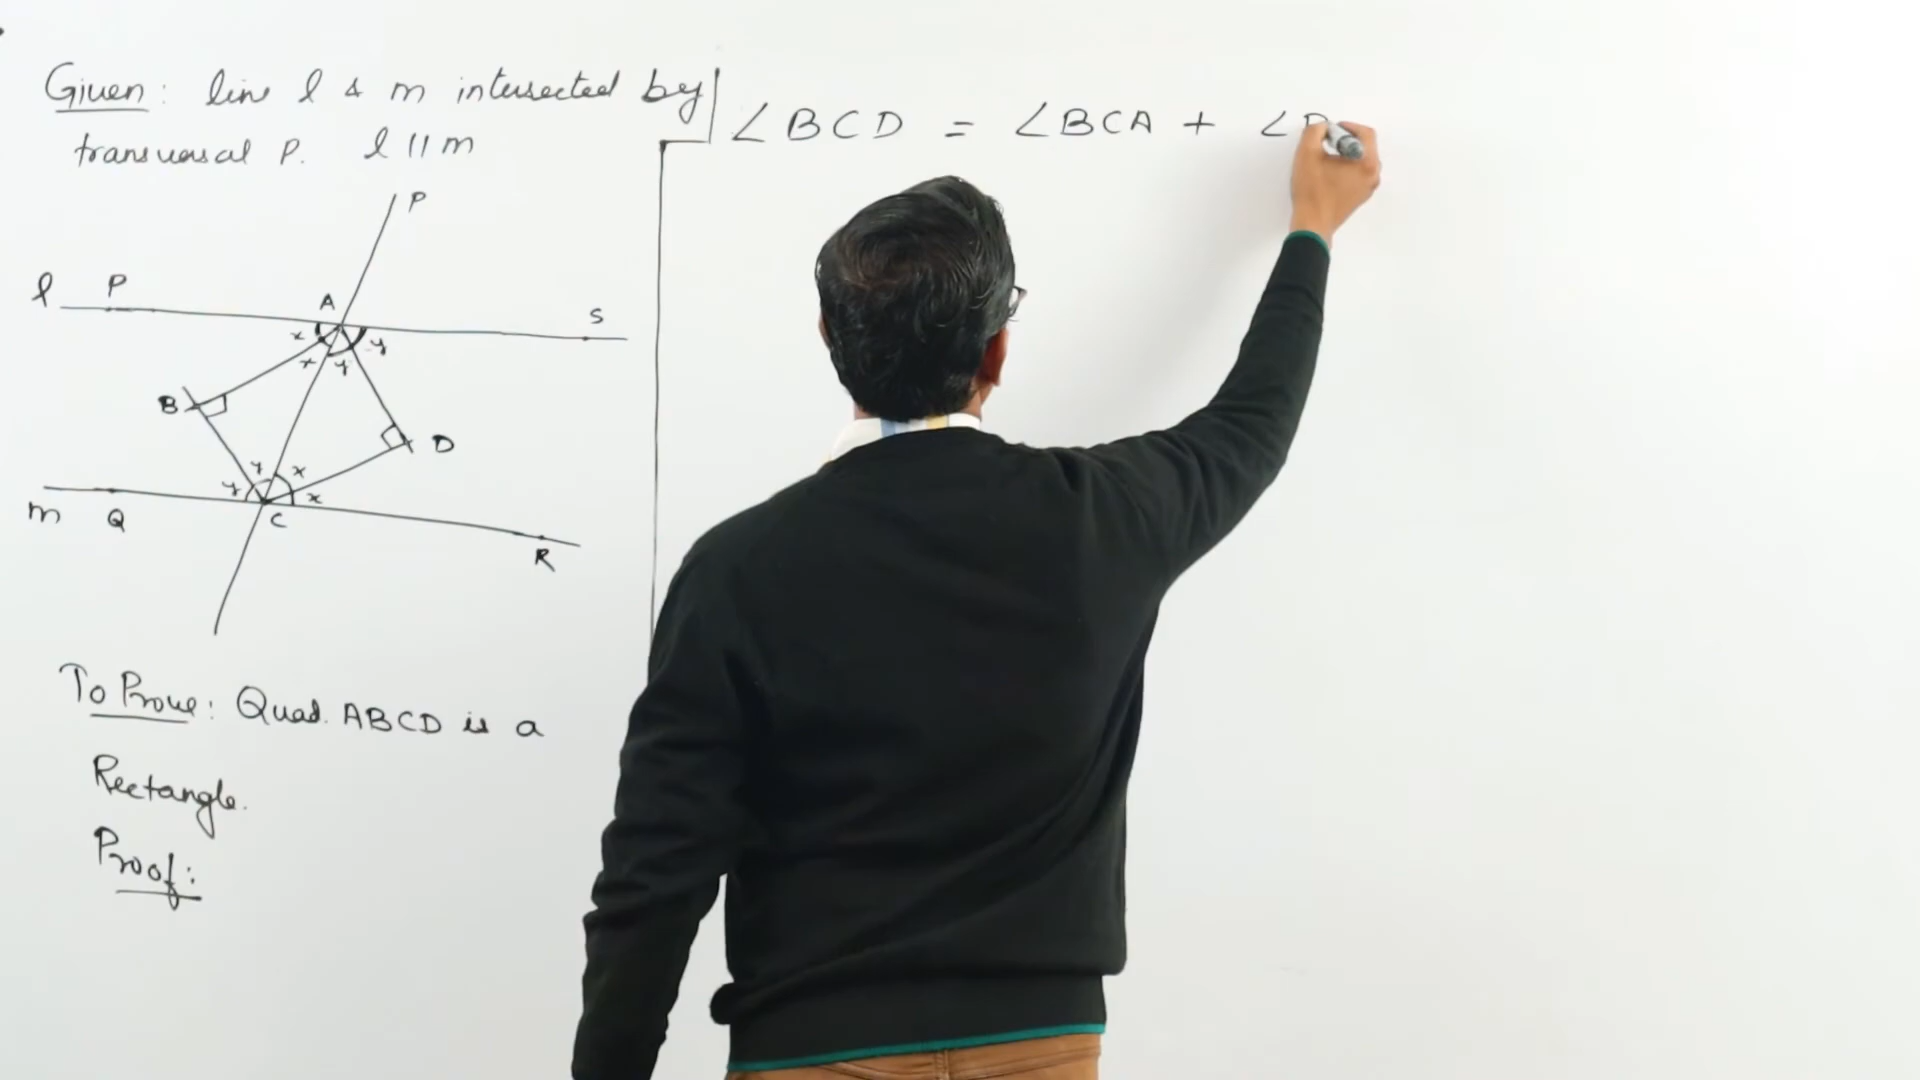 Given: line l & m intersected by
transversal P. l || m
P
l P A S
x y
x y
B D
y x
y x
m Q C R
To Prove: Quad. ABCD is a
Rectangle.
Proof:
∠BCD = ∠BCA + ∠D